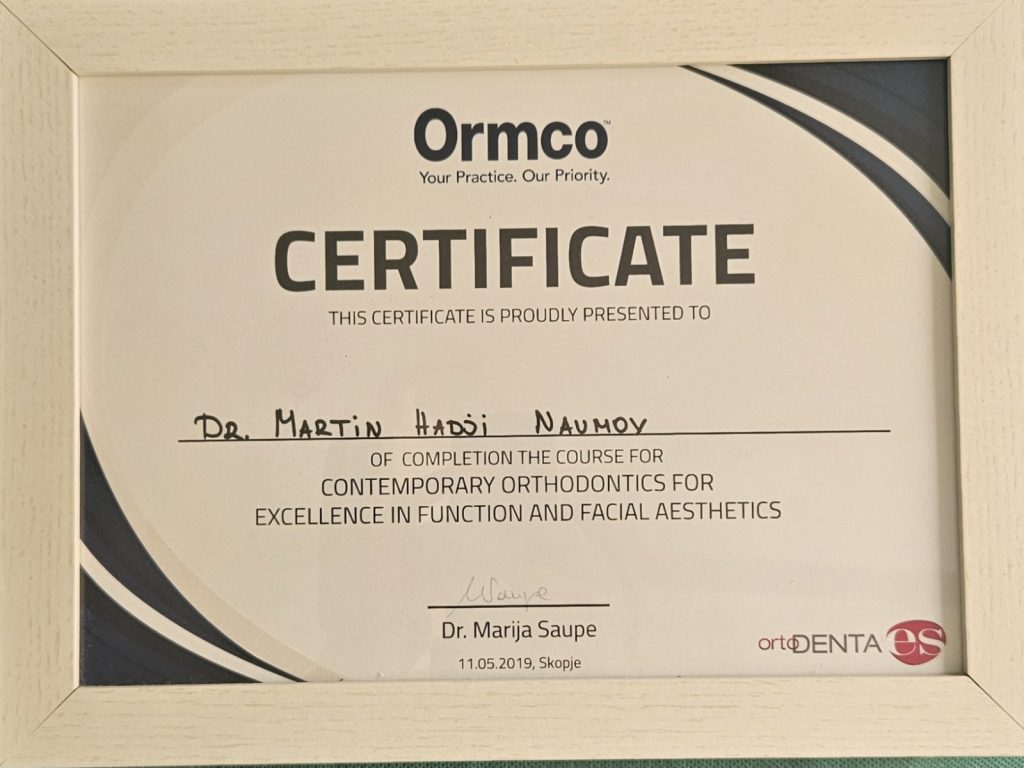 Ormco™
Your Practice. Our Priority.
CERTIFICATE
THIS CERTIFICATE IS PROUDLY PRESENTED TO
DR. MARTIN HADJI NAUMOV
OF COMPLETION THE COURSE FOR
CONTEMPORARY ORTHODONTICS FOR
EXCELLENCE IN FUNCTION AND FACIAL AESTHETICS
MSaupe
Dr. Marija Saupe
11.05.2019, Skopje
ortoDENTA es